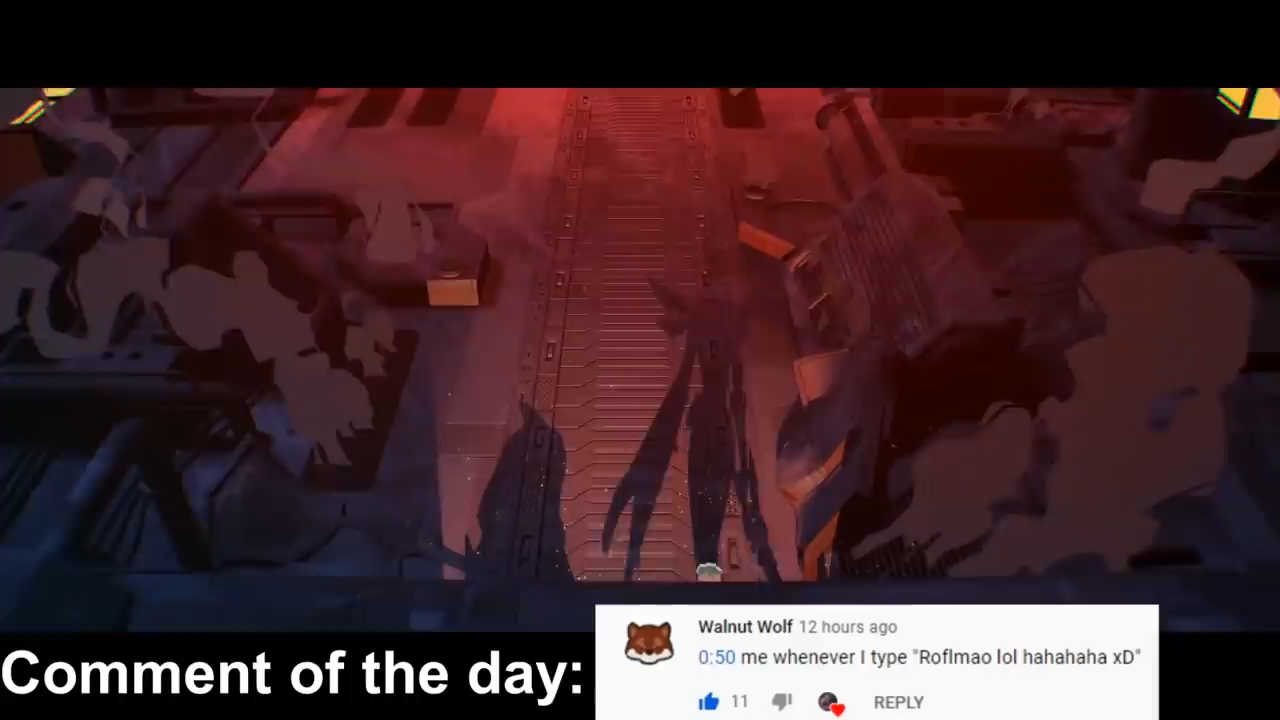 Comment of the day:
Walnut Wolf 12 hours ago
0:50 me whenever I type "Roflmao lol hahahaha xD"
11 REPLY